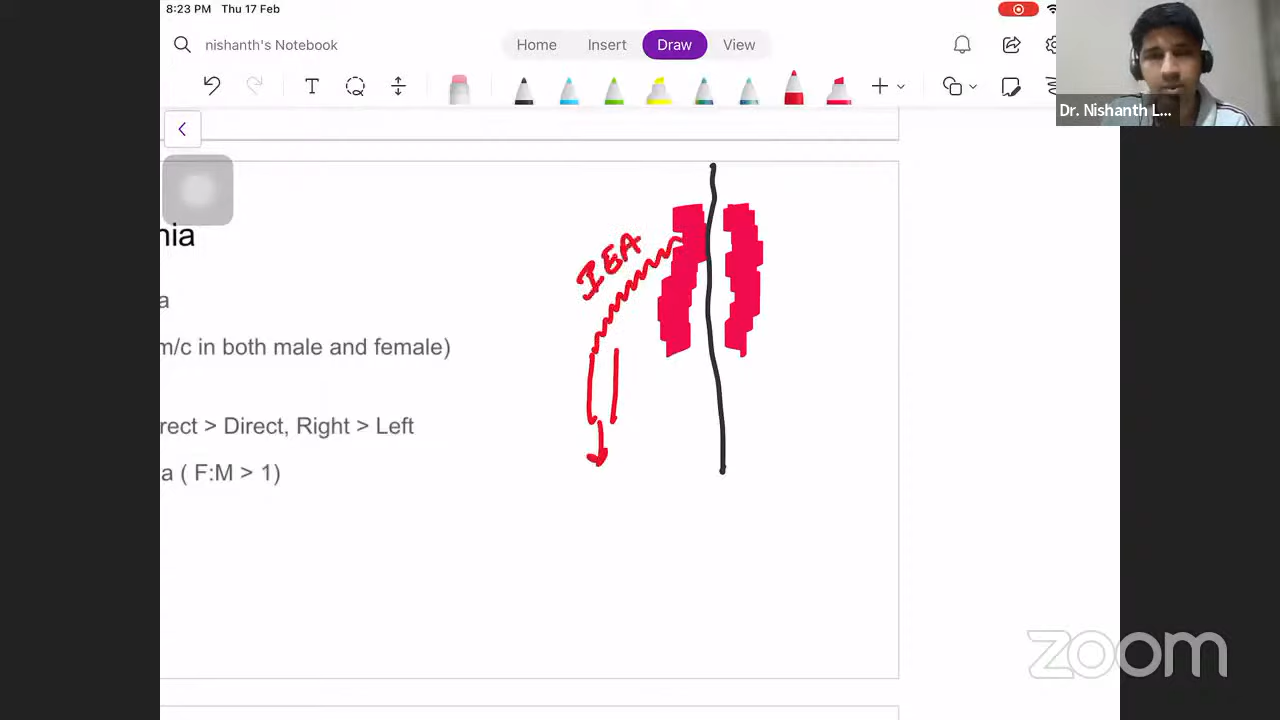 8:23 PM Thu 17 Feb
nishanth's Notebook
Home Insert Draw View
Dr. Nishanth L...
nia
IEA
a
m/c in both male and female)
rect > Direct, Right > Left
a ( F:M > 1)
zoom